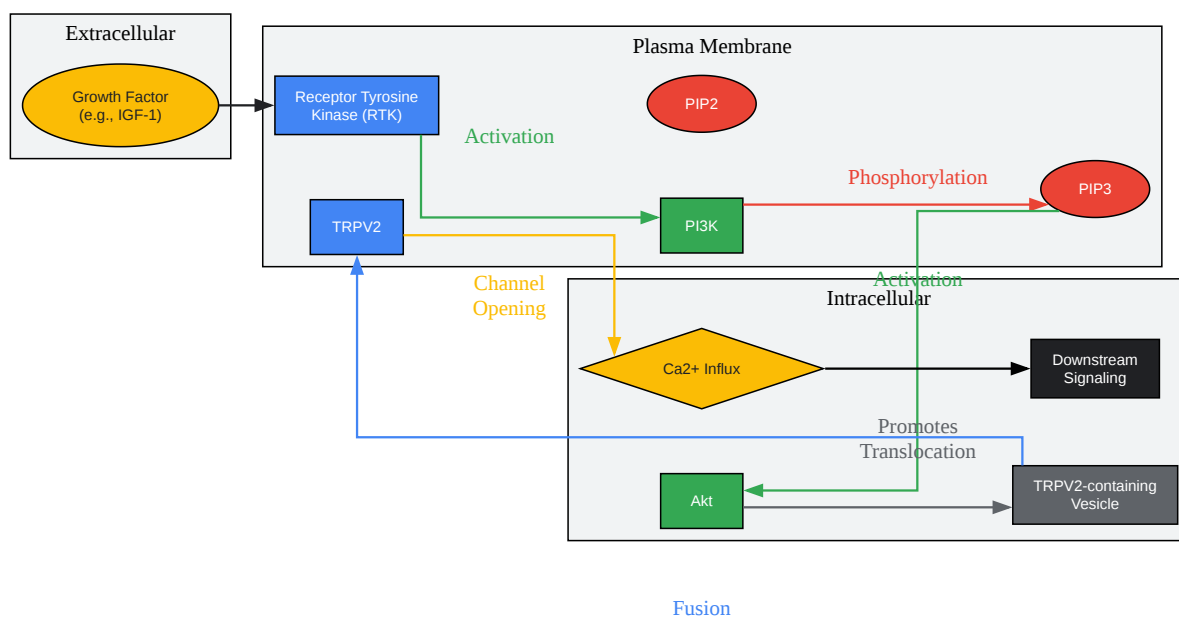 Extracellular
Growth Factor
(e.g., IGF-1)
Plasma Membrane
Receptor Tyrosine
Kinase (RTK)
PIP2
Activation
Phosphorylation
PIP3
TRPV2
PI3K
Channel
Opening
Activation
Intracellular
Ca2+ Influx
Downstream
Signaling
Promotes
Translocation
Akt
TRPV2-containing
Vesicle
Fusion